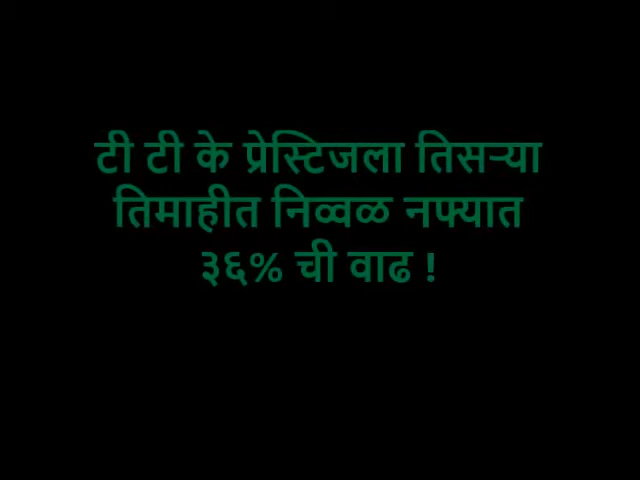 टी टी के प्रेस्टिजला तिसऱ्या
तिमाहीत निव्वळ नफ्यात
३६% ची वाढ !